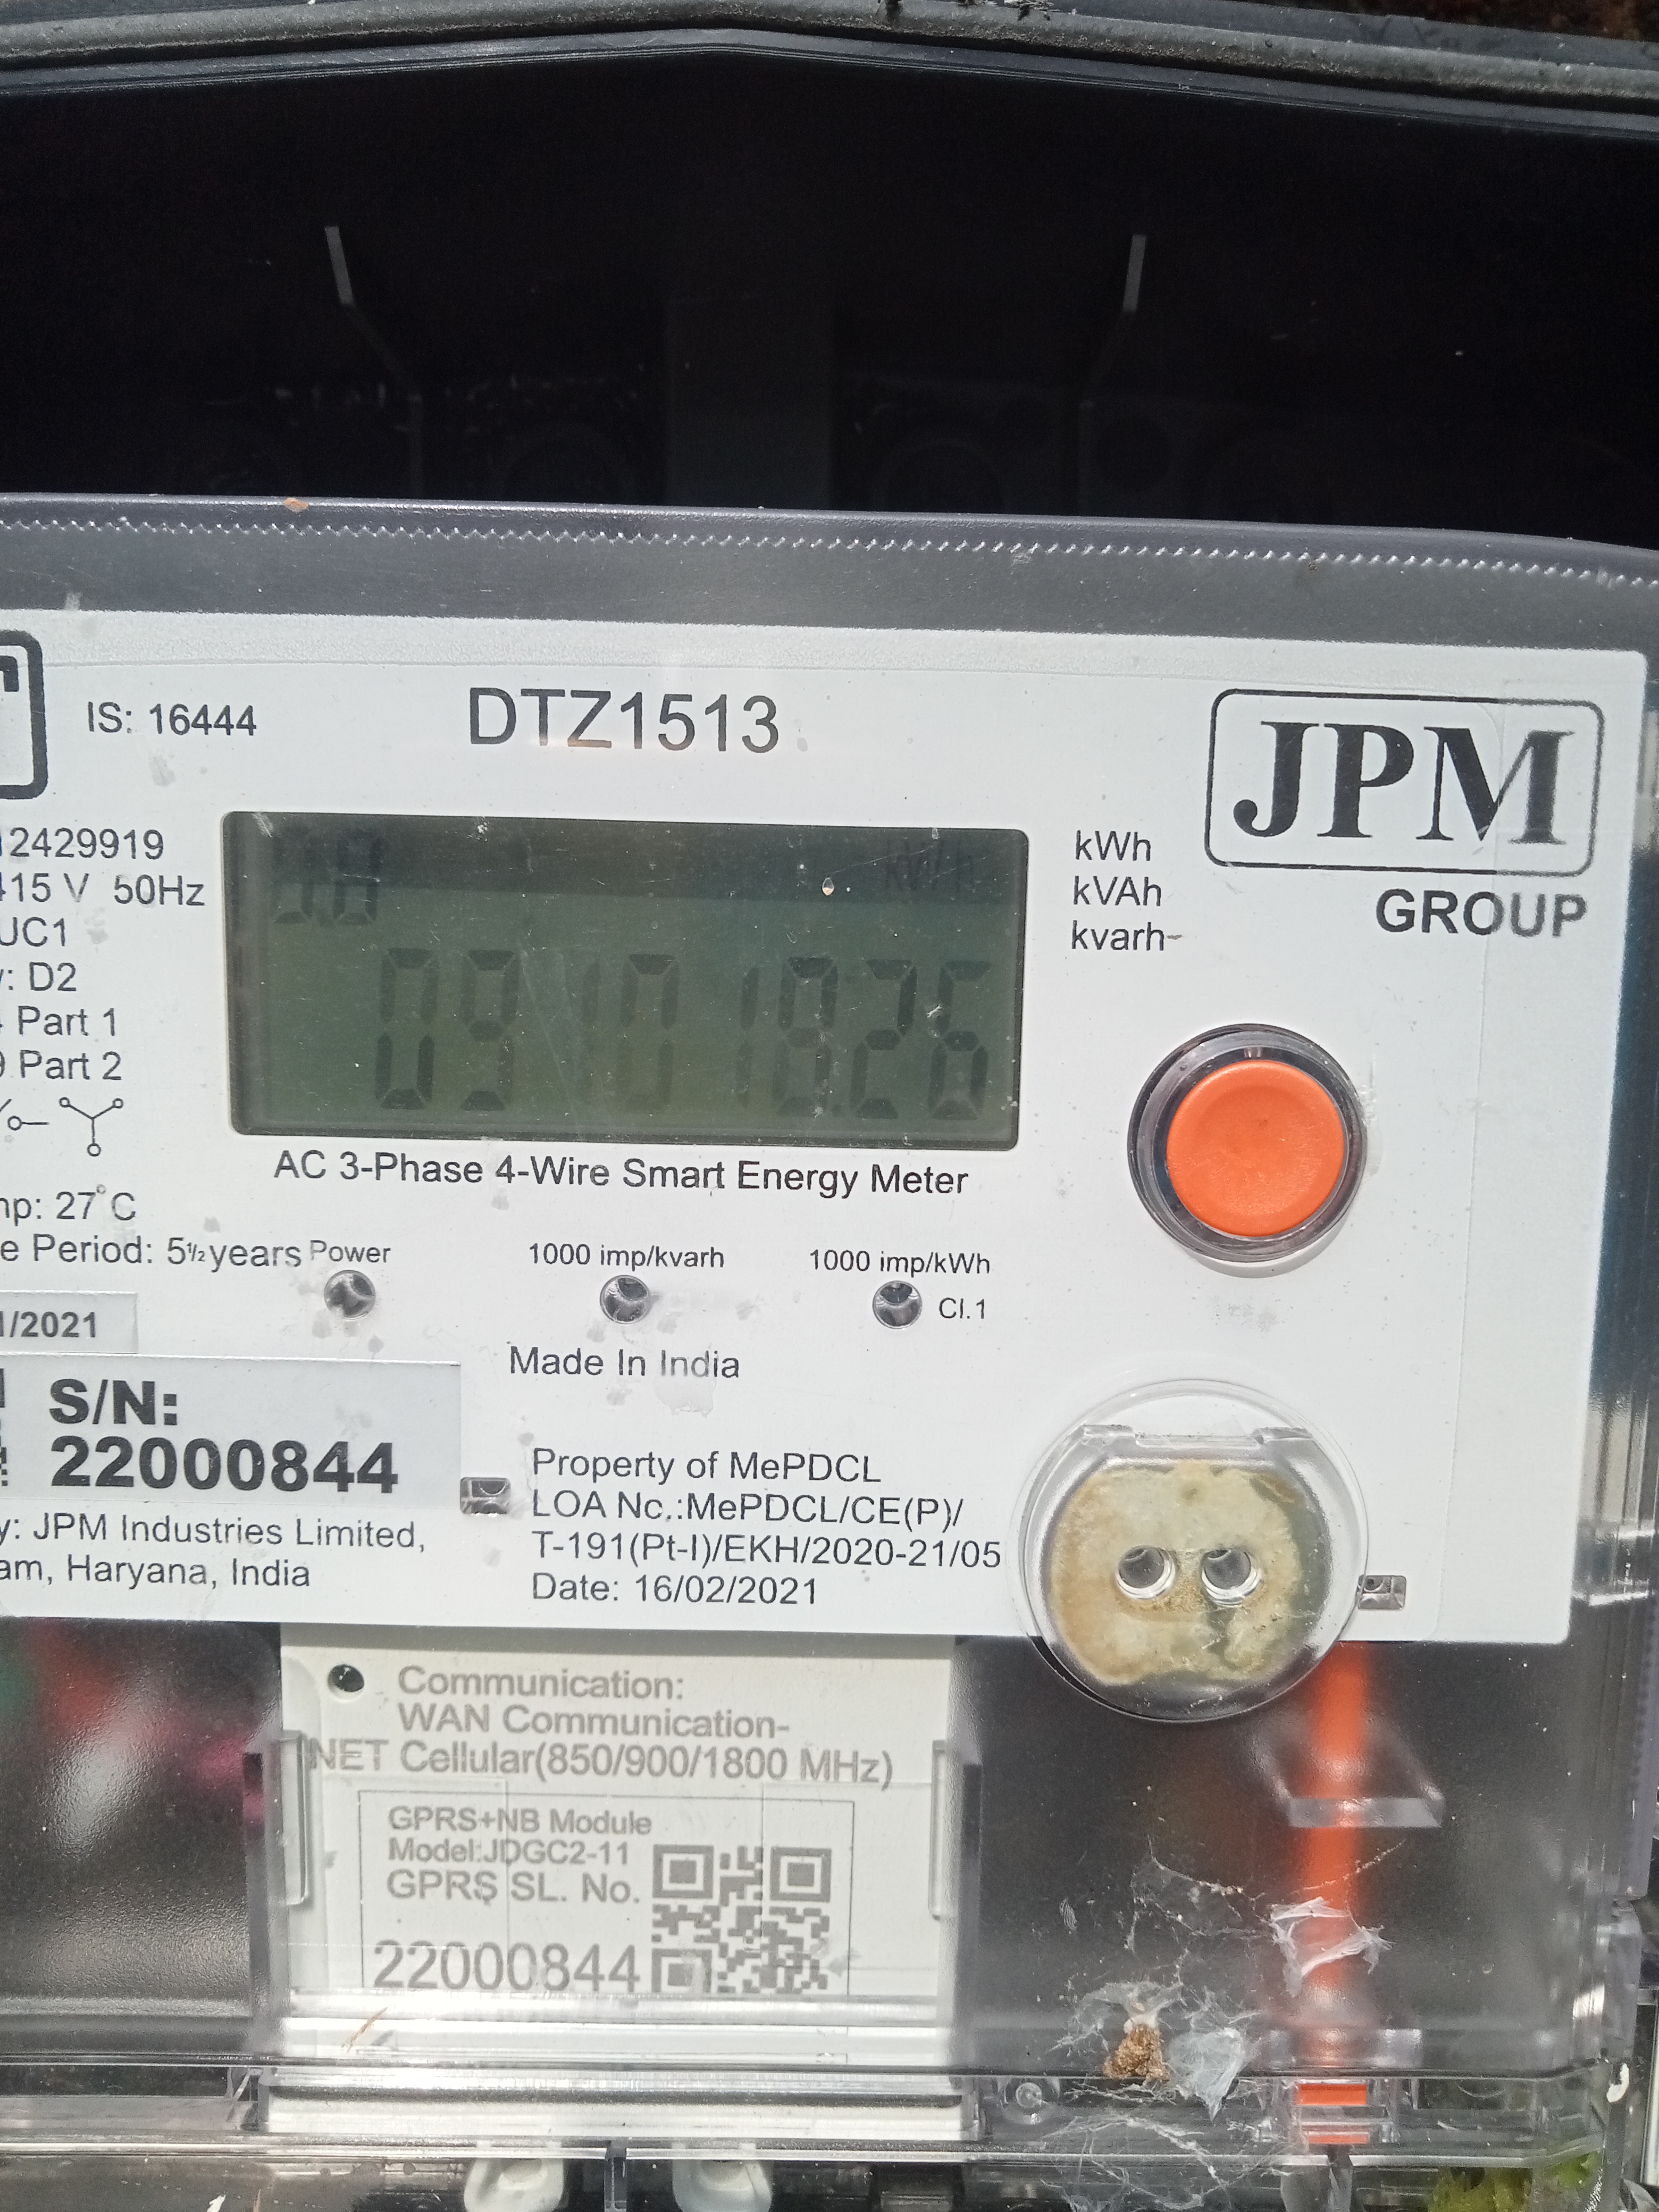 IS: 16444
DTZ1513
JPM
GROUP
2429919
kWh
415 V 50Hz
kVAh
UC1
kvarh
D2
Part 1
Part 2
AC 3-Phase 4-Wire Smart Energy Meter
27°C
Period: 5½ years
Power
1000 imp/kvarh
1000 imp/kWh
Cl.1
/2021
Made In India
S/N:
22000844
JPM Industries Limited,
Haryana, India
Property of MePDCL
LOA Nc.:MePDCL/CE(P)/
T-191(Pt-I)/EKH/2020-21/05
Date: 16/02/2021
Communication:
WAN Communication-
NET Cellular(850/900/1800 MHz)
GPRS+NB Module
Model:JDGC2-11
GPRS SL. No.
22000844